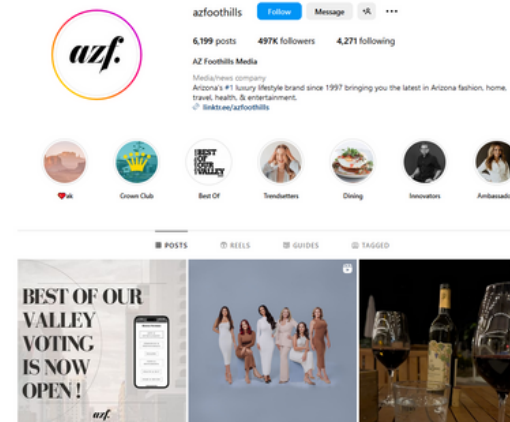 azf.
azfoothills Follow Message
6,199 posts 497K followers 4,271 following
AZ Foothills Media
Media/news company
Arizona's #1 luxury lifestyle brand since 1997 bringing you the latest in Arizona fashion, home,
travel, health, & entertainment.
linktr.ee/azfoothills
❤️ak Crown Club Best Of Trendsetters Dining Innovators Ambassado
BEST
OF
OUR
VALLEY
POSTS REELS GUIDES TAGGED
BEST OF OUR
VALLEY
VOTING
IS NOW
OPEN !
azf.